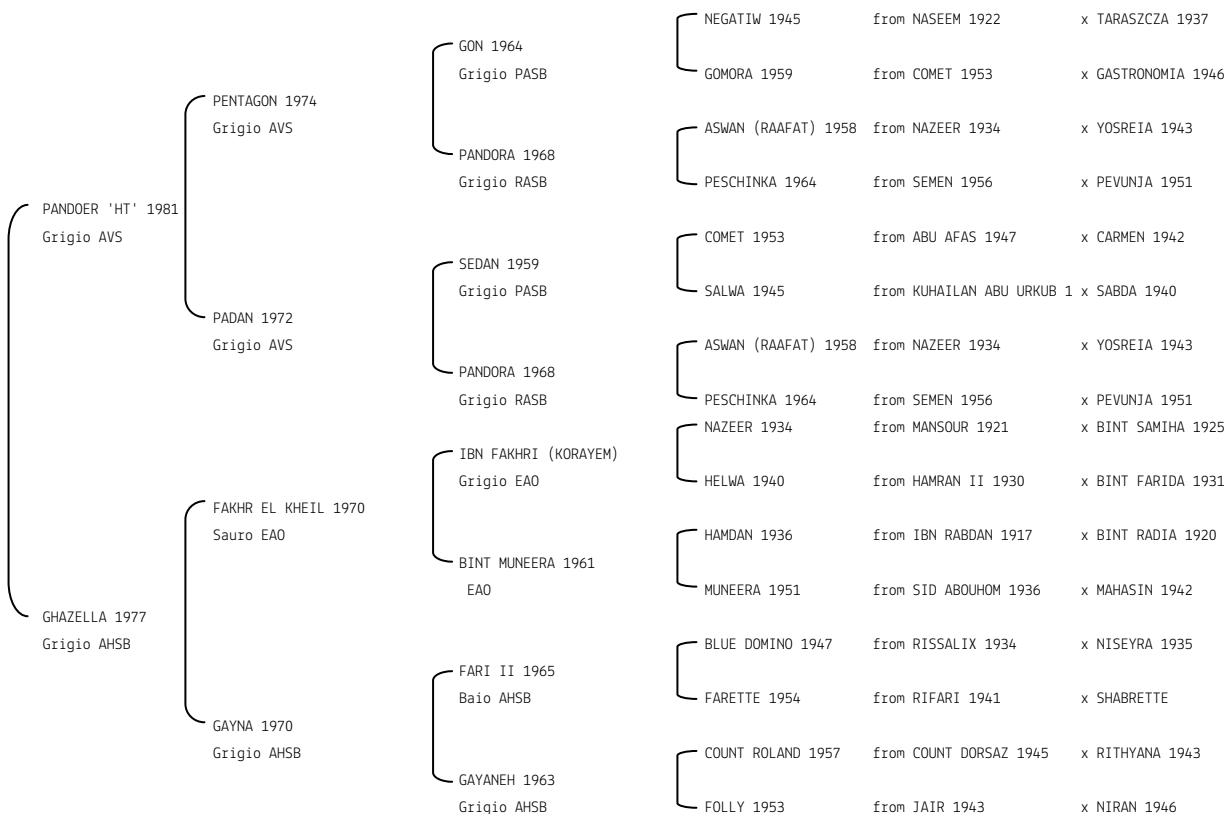 NEGATIW 1945 from NASEEM 1922 x TARASZCZA 1937
GON 1964
Grigio PASB
GOMORA 1959 from COMET 1953 x GASTRONOMIA 1946
PENTAGON 1974
Grigio AVS
ASWAN (RAAFAT) 1958 from NAZEER 1934 x YOSREIA 1943
PANDORA 1968
Grigio RASB
PESCHINKA 1964 from SEMEN 1956 x PEVUNJA 1951
PANDOER 'HT' 1981
Grigio AVS
COMET 1953 from ABU AFAS 1947 x CARMEN 1942
SEDAN 1959
Grigio PASB
SALWA 1945 from KUHAILAN ABU URKUB 1 x SABDA 1940
PADAN 1972
Grigio AVS
ASWAN (RAAFAT) 1958 from NAZEER 1934 x YOSREIA 1943
PANDORA 1968
Grigio RASB
PESCHINKA 1964 from SEMEN 1956 x PEVUNJA 1951
NAZEER 1934 from MANSOUR 1921 x BINT SAMIHA 1925
IBN FAKHRI (KORAYEM)
Grigio EAO
HELWA 1940 from HAMRAN II 1930 x BINT FARIDA 1931
FAKHR EL KHEIL 1970
Sauro EAO
HAMDAN 1936 from IBN RABDAN 1917 x BINT RADIA 1920
BINT MUNEERA 1961
EAO
MUNEERA 1951 from SID ABOUHOM 1936 x MAHASIN 1942
GHAZELLA 1977
Grigio AHSB
BLUE DOMINO 1947 from RISSALIX 1934 x NISEYRA 1935
FARI II 1965
Baio AHSB
FARETTE 1954 from RIFARI 1941 x SHABRETTE
GAYNA 1970
Grigio AHSB
COUNT ROLAND 1957 from COUNT DORSAZ 1945 x RITHYANA 1943
GAYANEH 1963
Grigio AHSB
FOLLY 1953 from JAIR 1943 x NIRAN 1946